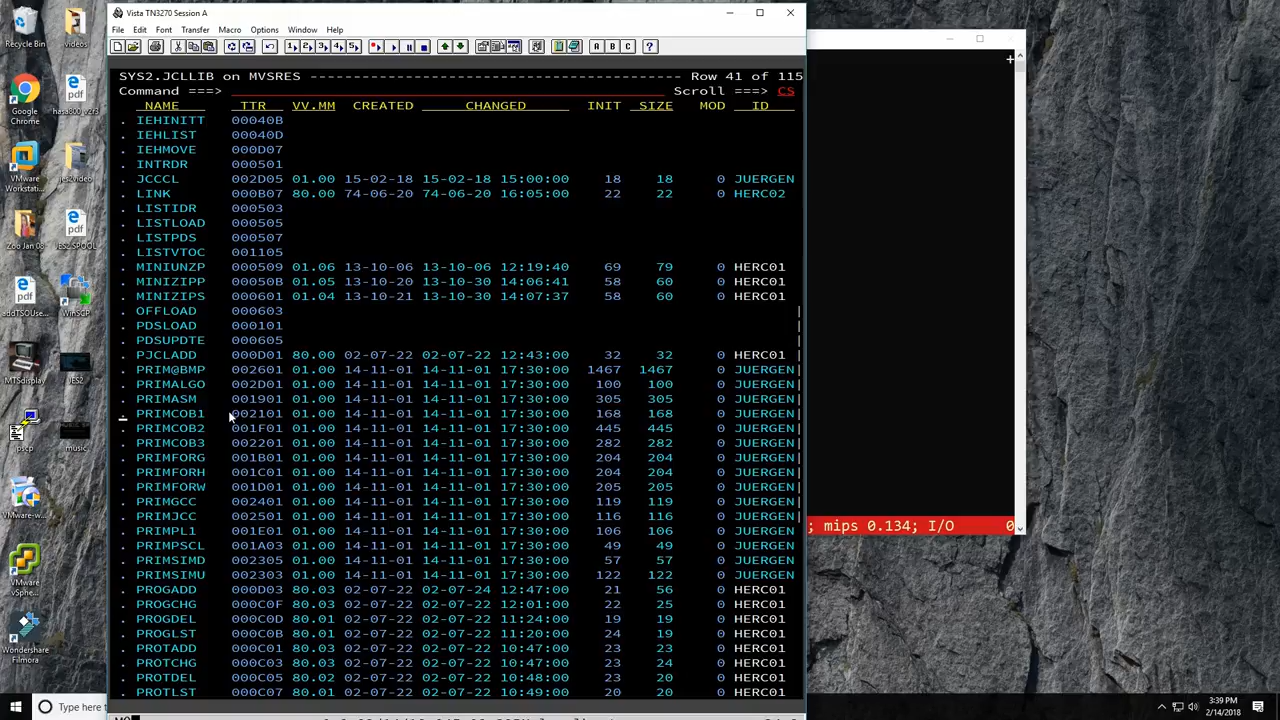 Vista TN3270 Session A
File Edit Font Transfer Macro Options Window Help
SYS2.JCLLIB on MVSRES ---------------------------------------- Row 41 of 115
Command ===> Scroll ===> CS
NAME TTR VV.MM CREATED CHANGED INIT SIZE MOD ID
. IEHINITT 00040B
. IEHLIST 00040D
. IEHMOVE 000D07
. INTRDR 000501
. JCCCL 002D05 01.00 15-02-18 15-02-18 15:00:00 18 18 0 JUERGEN
. LINK 000B07 80.00 74-06-20 74-06-20 16:05:00 22 22 0 HERC02
. LISTIDR 000503
. LISTLOAD 000505
. LISTPDS 000507
. LISTVTOC 001105
. MINIUNZP 000509 01.06 13-10-06 13-10-06 12:19:40 69 79 0 HERC01
. MINIZIPP 00050B 01.05 13-10-20 13-10-30 14:06:41 58 60 0 HERC01
. MINIZIPS 000601 01.04 13-10-21 13-10-30 14:07:37 58 60 0 HERC01
. OFFLOAD 000603
. PDSLOAD 000101
. PDSUPDTE 000605
. PJCLADD 000D01 80.00 02-07-22 02-07-22 12:43:00 32 32 0 HERC01
. PRIM@BMP 002601 01.00 14-11-01 14-11-01 17:30:00 1467 1467 0 JUERGEN
. PRIMALGO 002D01 01.00 14-11-01 14-11-01 17:30:00 100 100 0 JUERGEN
. PRIMASM 001901 01.00 14-11-01 14-11-01 17:30:00 305 305 0 JUERGEN
. PRIMCOB1 002101 01.00 14-11-01 14-11-01 17:30:00 168 168 0 JUERGEN
. PRIMCOB2 001F01 01.00 14-11-01 14-11-01 17:30:00 445 445 0 JUERGEN
. PRIMCOB3 002201 01.00 14-11-01 14-11-01 17:30:00 282 282 0 JUERGEN
. PRIMFORG 001B01 01.00 14-11-01 14-11-01 17:30:00 204 204 0 JUERGEN
. PRIMFORH 001C01 01.00 14-11-01 14-11-01 17:30:00 204 204 0 JUERGEN
. PRIMFORW 001D01 01.00 14-11-01 14-11-01 17:30:00 205 205 0 JUERGEN
. PRIMGCC 002401 01.00 14-11-01 14-11-01 17:30:00 119 119 0 JUERGEN
. PRIMJCC 002501 01.00 14-11-01 14-11-01 17:30:00 116 116 0 JUERGEN
. PRIMPL1 001E01 01.00 14-11-01 14-11-01 17:30:00 106 106 0 JUERGEN
. PRIMPSCL 001A03 01.00 14-11-01 14-11-01 17:30:00 49 49 0 JUERGEN
. PRIMSIMD 002305 01.00 14-11-01 14-11-01 17:30:00 57 57 0 JUERGEN
. PRIMSIMU 002303 01.00 14-11-01 14-11-01 17:30:00 122 122 0 JUERGEN
. PROGADD 000D03 80.03 02-07-22 02-07-24 12:47:00 21 56 0 HERC01
. PROGCHG 000C0F 80.03 02-07-22 02-07-22 12:01:00 22 25 0 HERC01
. PROGDEL 000C0D 80.01 02-07-22 02-07-22 11:24:00 19 19 0 HERC01
. PROGLST 000C0B 80.01 02-07-22 02-07-22 11:20:00 24 19 0 HERC01
. PROTADD 000C01 80.03 02-07-22 02-07-22 10:47:00 23 23 0 HERC01
. PROTCHG 000C03 80.03 02-07-22 02-07-22 10:47:00 23 24 0 HERC01
. PROTDEL 000C05 80.02 02-07-22 02-07-22 10:48:00 23 20 0 HERC01
. PROTLST 000C07 80.01 02-07-22 02-07-22 10:49:00 20 20 0 HERC01
; mips 0.134; I/O 0
Recycle Bin
videos
Google Chrome
VMware Workstati...
Zoo Jan 08
JES2 SPOOL
addTSOUse...
WinSCP
MTSdisplay
JES2
pscp
music
VMware-w...
VMware vSphe...
Wondershare Filmora
Type here t
3:39 PM
2/14/2018